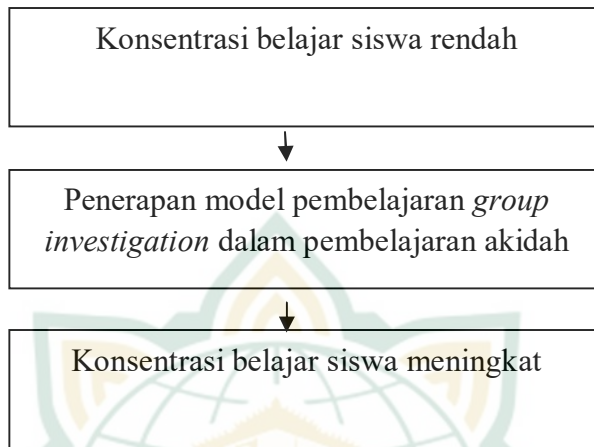 Konsentrasi belajar siswa rendah
Penerapan model pembelajaran group
investigation dalam pembelajaran akidah
Konsentrasi belajar siswa meningkat